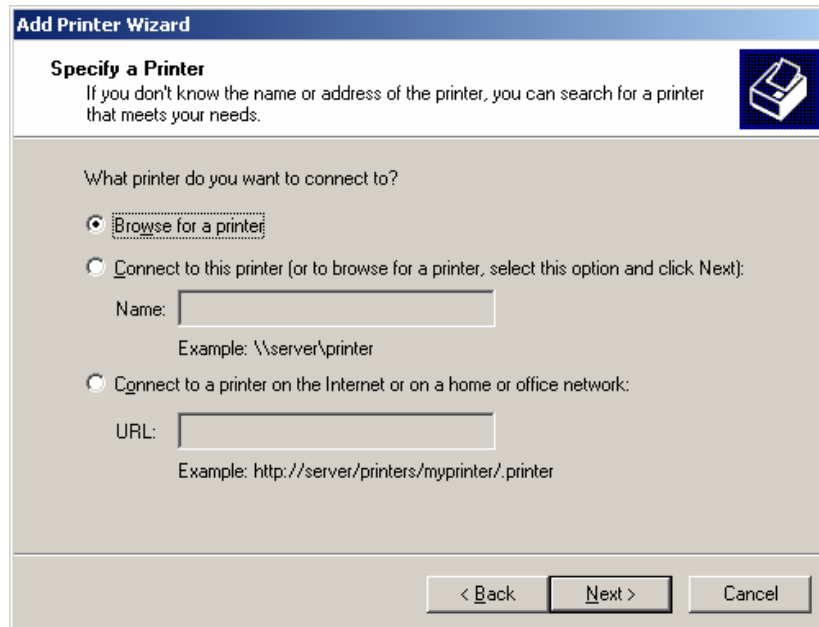 Add Printer Wizard
Specify a Printer
If you don't know the name or address of the printer, you can search for a printer
that meets your needs.
What printer do you want to connect to?
Browse for a printer
Connect to this printer (or to browse for a printer, select this option and click Next):
Name:
Example: \\server\printer
Connect to a printer on the Internet or on a home or office network:
URL:
Example: http://server/printers/myprinter/.printer
< Back Next > Cancel